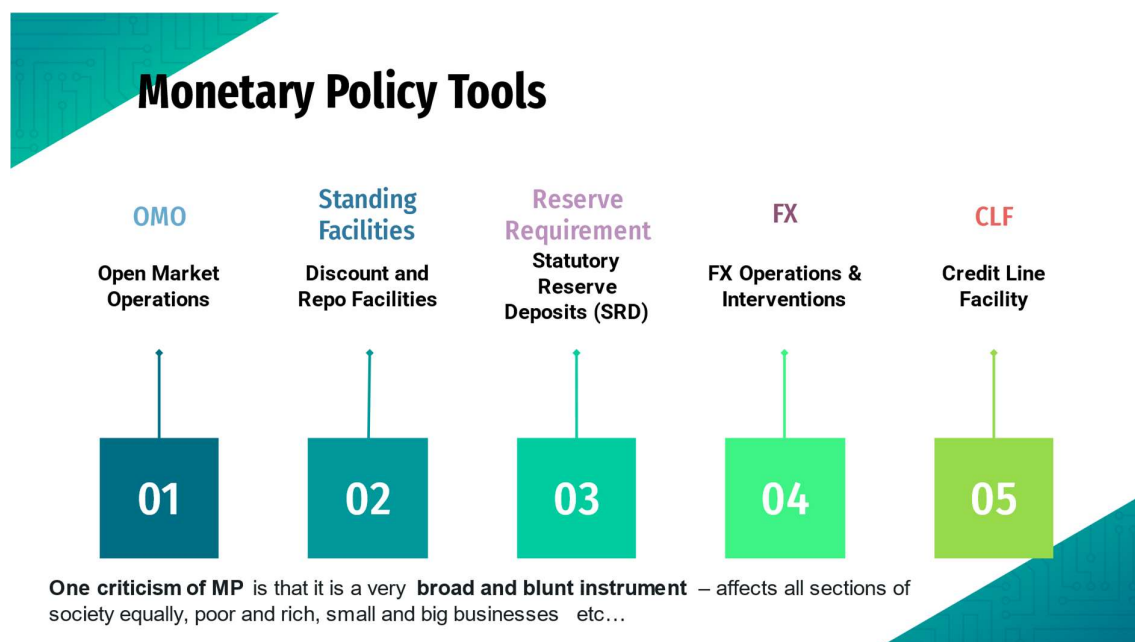 Monetary Policy Tools
OMO
Open Market
Operations
Standing
Facilities
Discount and
Repo Facilities
Reserve
Requirement
Statutory
Reserve
Deposits (SRD)
FX
FX Operations &
Interventions
CLF
Credit Line
Facility
01
02
03
04
05
One criticism of MP is that it is a very broad and blunt instrument – affects all sections of
society equally, poor and rich, small and big businesses etc…